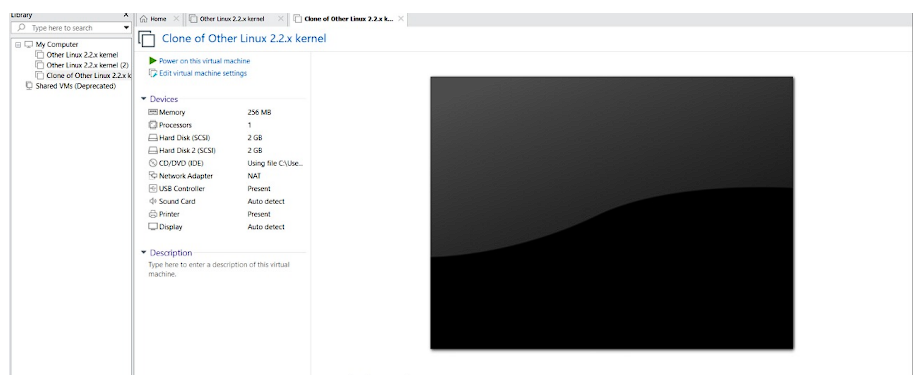 Library
Type here to search
My Computer
Other Linux 2.2.x kernel
Other Linux 2.2.x kernel (2)
Clone of Other Linux 2.2.x k
Shared VMs (Deprecated)
Home
Other Linux 2.2.x kernel
Clone of Other Linux 2.2.x k...
Clone of Other Linux 2.2.x kernel
Power on this virtual machine
Edit virtual machine settings
Devices
Memory 256 MB
Processors 1
Hard Disk (SCSI) 2 GB
Hard Disk 2 (SCSI) 2 GB
CD/DVD (IDE) Using file C:\Use...
Network Adapter NAT
USB Controller Present
Sound Card Auto detect
Printer Present
Display Auto detect
Description
Type here to enter a description of this virtual
machine.